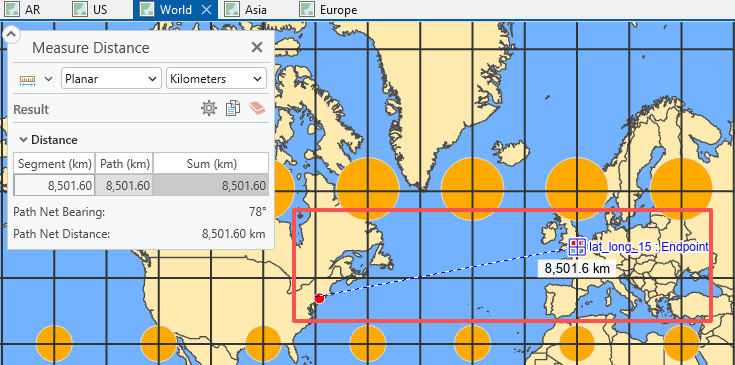 AR US World Asia Europe
Measure Distance
Planar Kilometers
Result
Distance
Segment (km) Path (km) Sum (km)
8,501.60 8,501.60 8,501.60
Path Net Bearing: 78°
Path Net Distance: 8,501.60 km
lat_long_15 : Endpoint
8,501.6 km